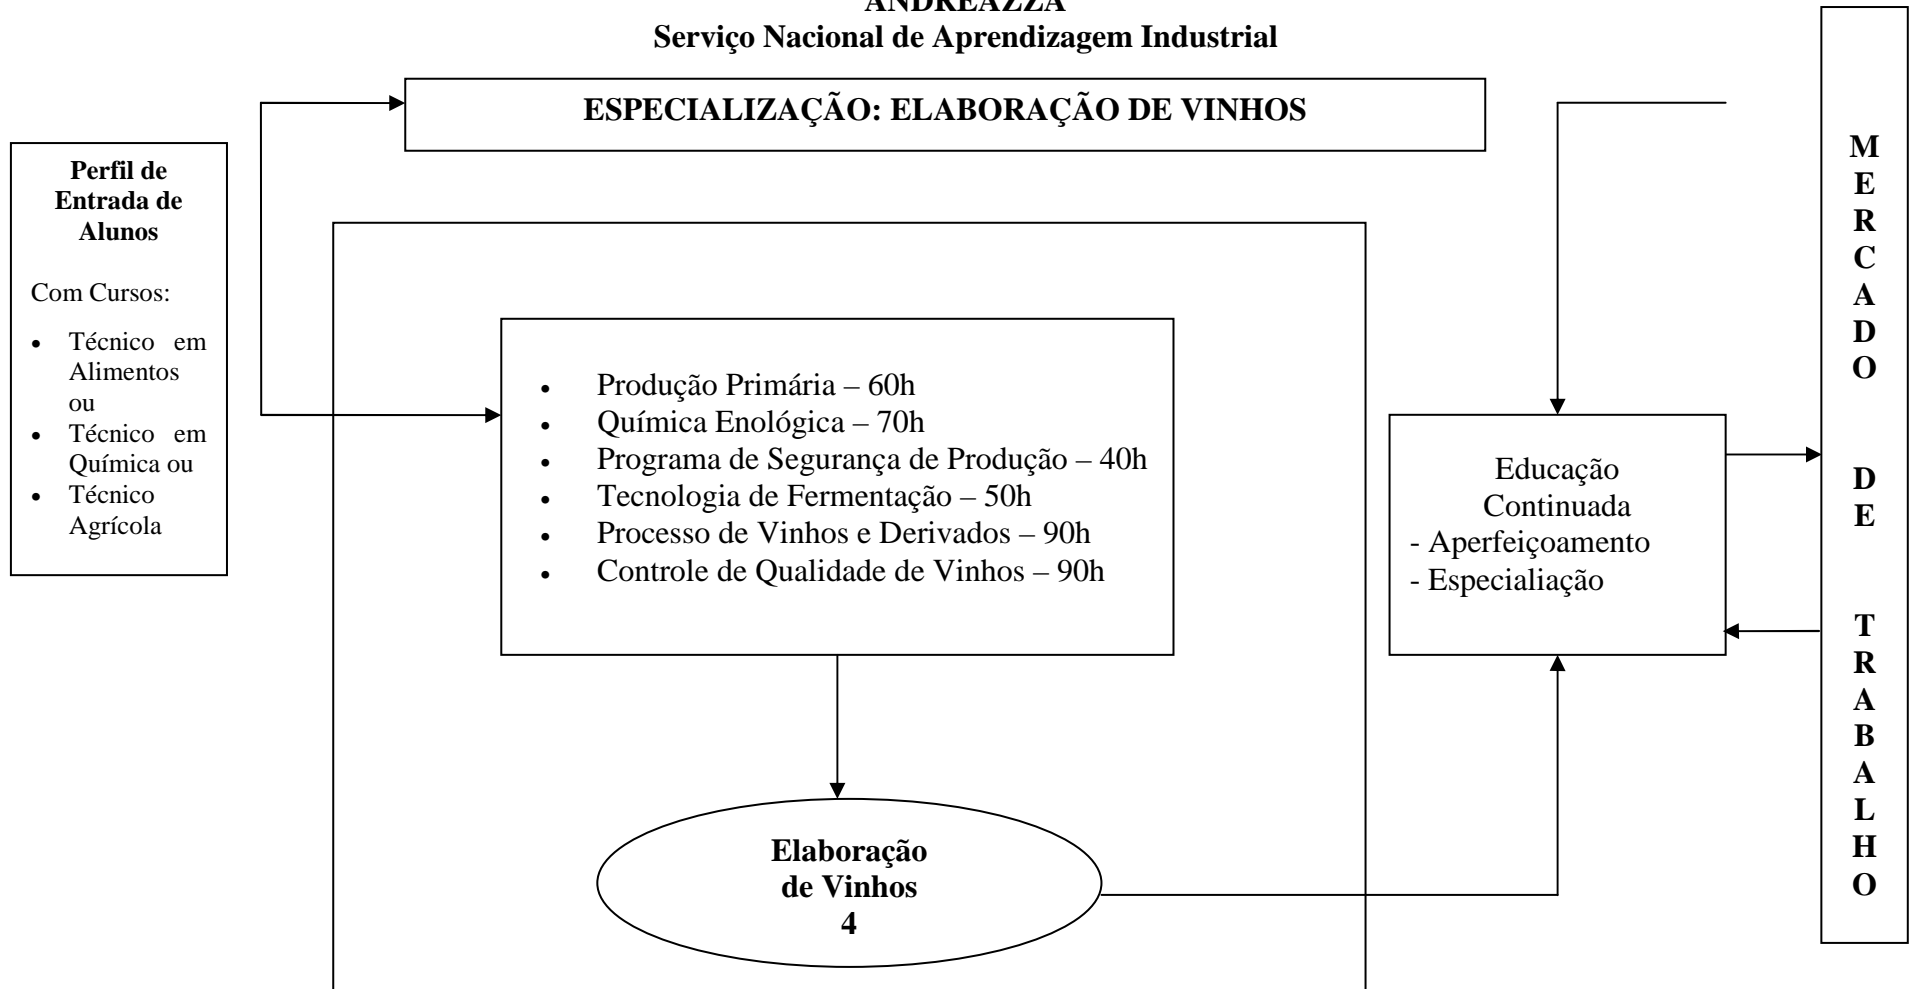 ANDREAZZA
Serviço Nacional de Aprendizagem Industrial
ESPECIALIZAÇÃO: ELABORAÇÃO DE VINHOS
Perfil de
Entrada de
Alunos
Com Cursos:
• Técnico em
Alimentos
ou
• Técnico em
Química ou
• Técnico
Agrícola
• Produção Primária – 60h
• Química Enológica – 70h
• Programa de Segurança de Produção – 40h
• Tecnologia de Fermentação – 50h
• Processo de Vinhos e Derivados – 90h
• Controle de Qualidade de Vinhos – 90h
Elaboração
de Vinhos
4
Educação
Continuada
- Aperfeiçoamento
- Especialiação
M
E
R
C
A
D
O
D
E
T
R
A
B
A
L
H
O